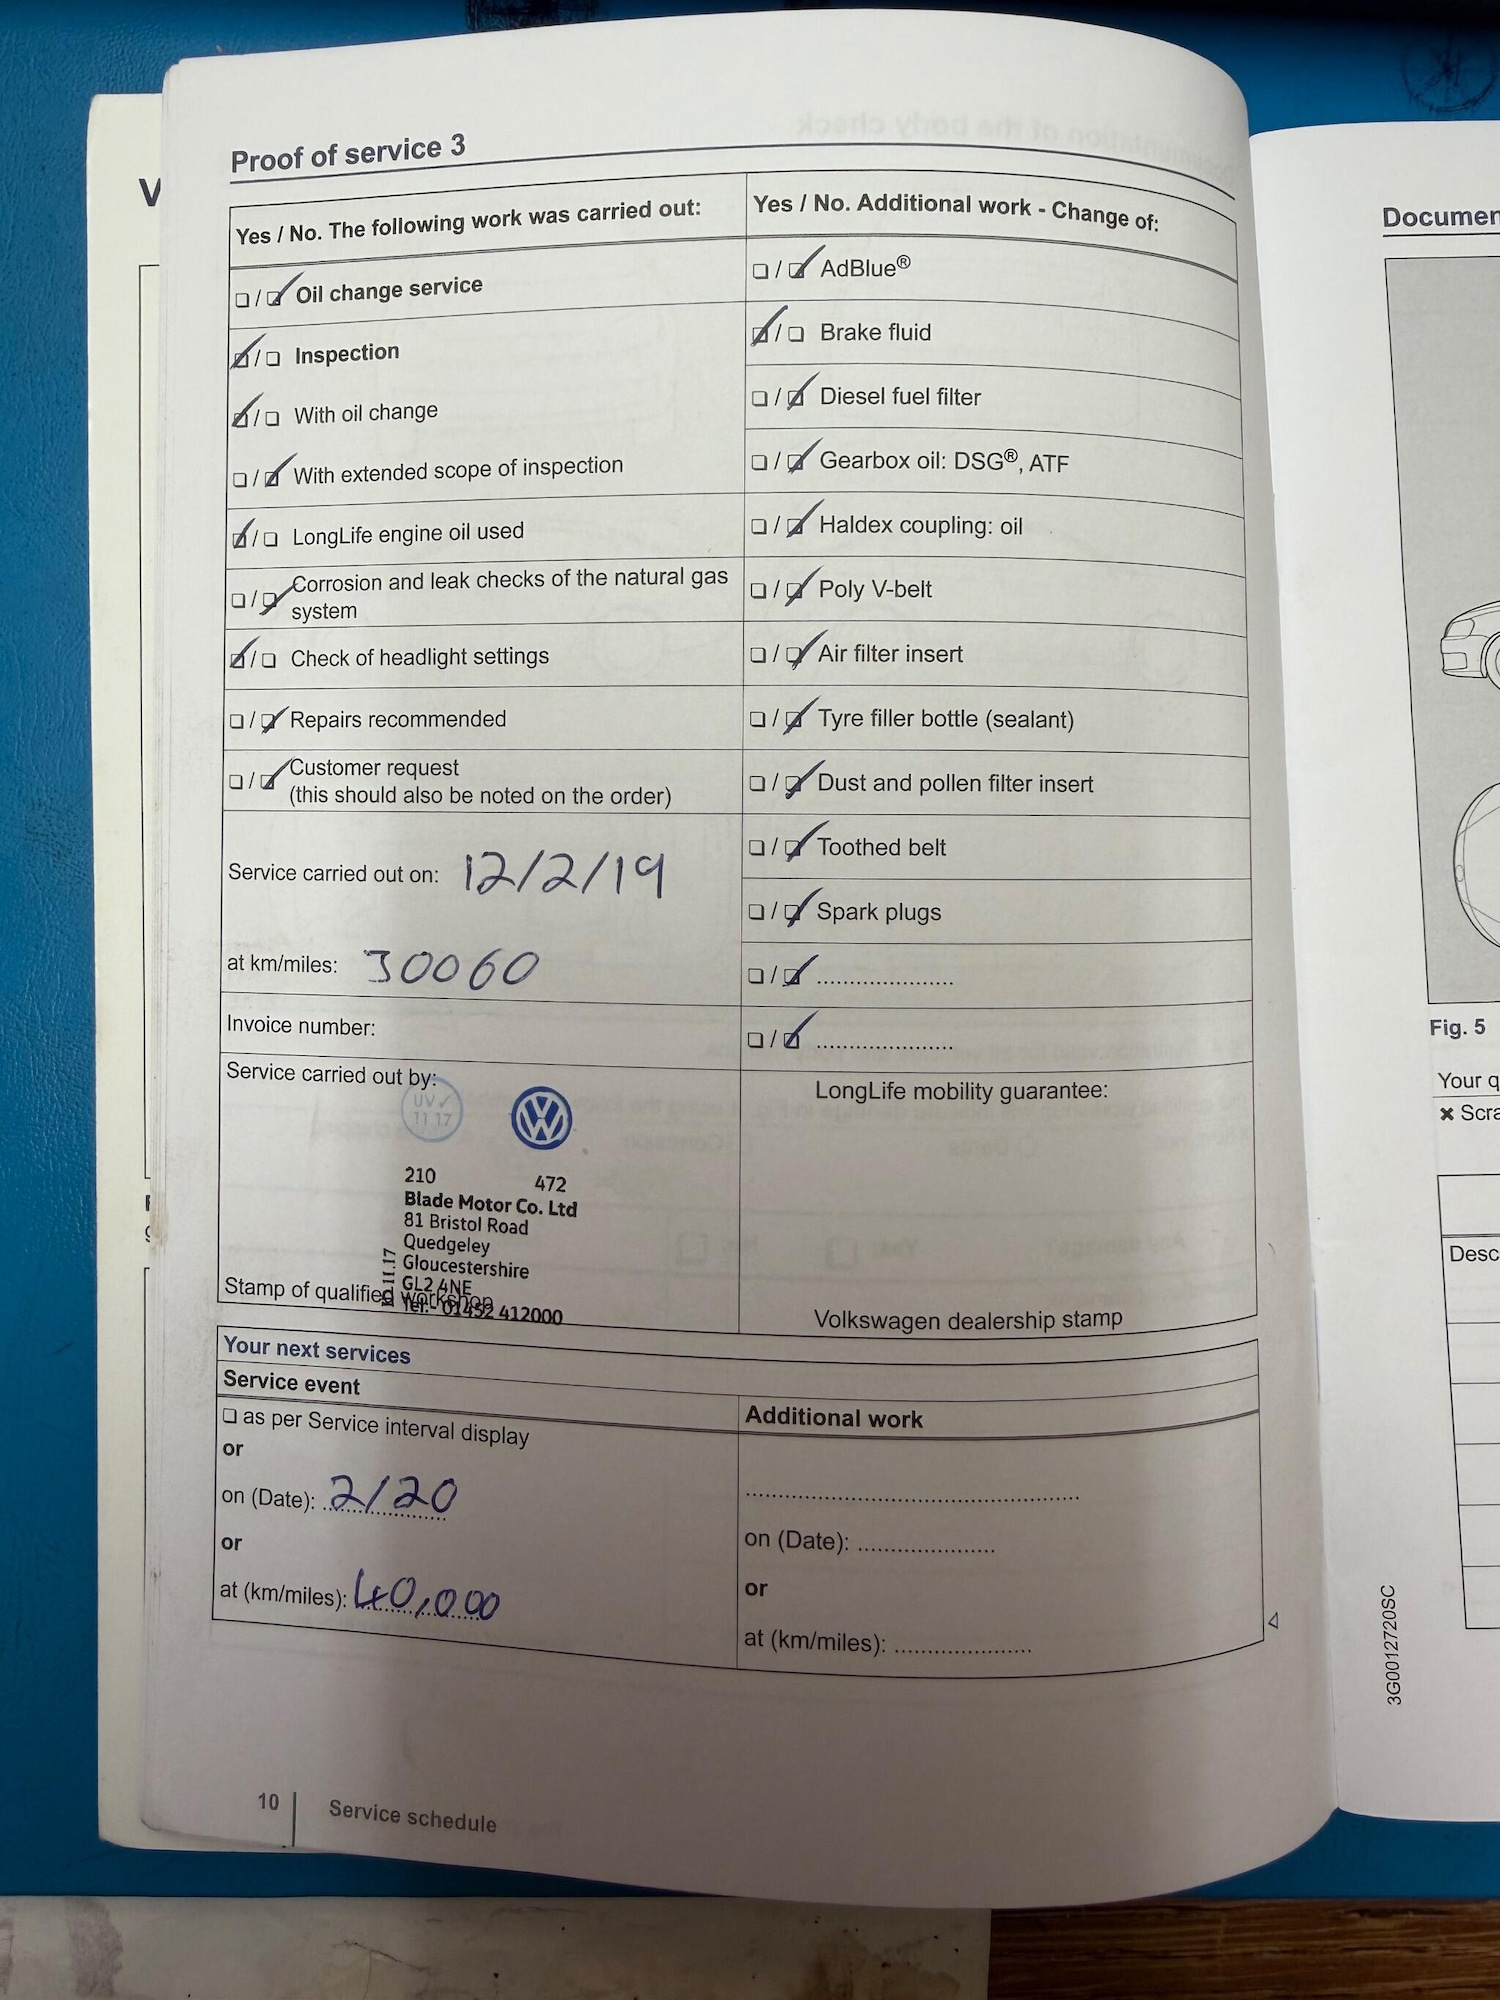 Proof of service 3
Yes / No. The following work was carried out:
❏ / ☑ Oil change service
☑ / ❏ Inspection
☑ / ❏ With oil change
❏ / ☑ With extended scope of inspection
☑ / ❏ LongLife engine oil used
❏ / ☑ Corrosion and leak checks of the natural gas
system
☑ / ❏ Check of headlight settings
❏ / ☑ Repairs recommended
❏ / ☑ Customer request
(this should also be noted on the order)
Service carried out on: 12/2/19
at km/miles: 30060
Invoice number:
Service carried out by:
UV ✓
11 17
VW
210 472
Blade Motor Co. Ltd
81 Bristol Road
Quedgeley
Gloucestershire
GL2 4NE
Tel:- 01452 412000
Stamp of qualified workshop
Yes / No. Additional work - Change of:
❏ / ☑ AdBlue®
☑ / ❏ Brake fluid
❏ / ☑ Diesel fuel filter
❏ / ☑ Gearbox oil: DSG®, ATF
❏ / ☑ Haldex coupling: oil
❏ / ☑ Poly V-belt
❏ / ☑ Air filter insert
❏ / ☑ Tyre filler bottle (sealant)
❏ / ☑ Dust and pollen filter insert
❏ / ☑ Toothed belt
❏ / ☑ Spark plugs
❏ / ☑ .....................
❏ / ☑ .....................
LongLife mobility guarantee:
Volkswagen dealership stamp
Your next services
Service event
❏ as per Service interval display
or
on (Date): 2/20
or
at (km/miles): 40,000
Additional work
..................................................
on (Date): .....................
or
at (km/miles): .....................
10 Service schedule
Fig. 5
Your
3G0012720SC